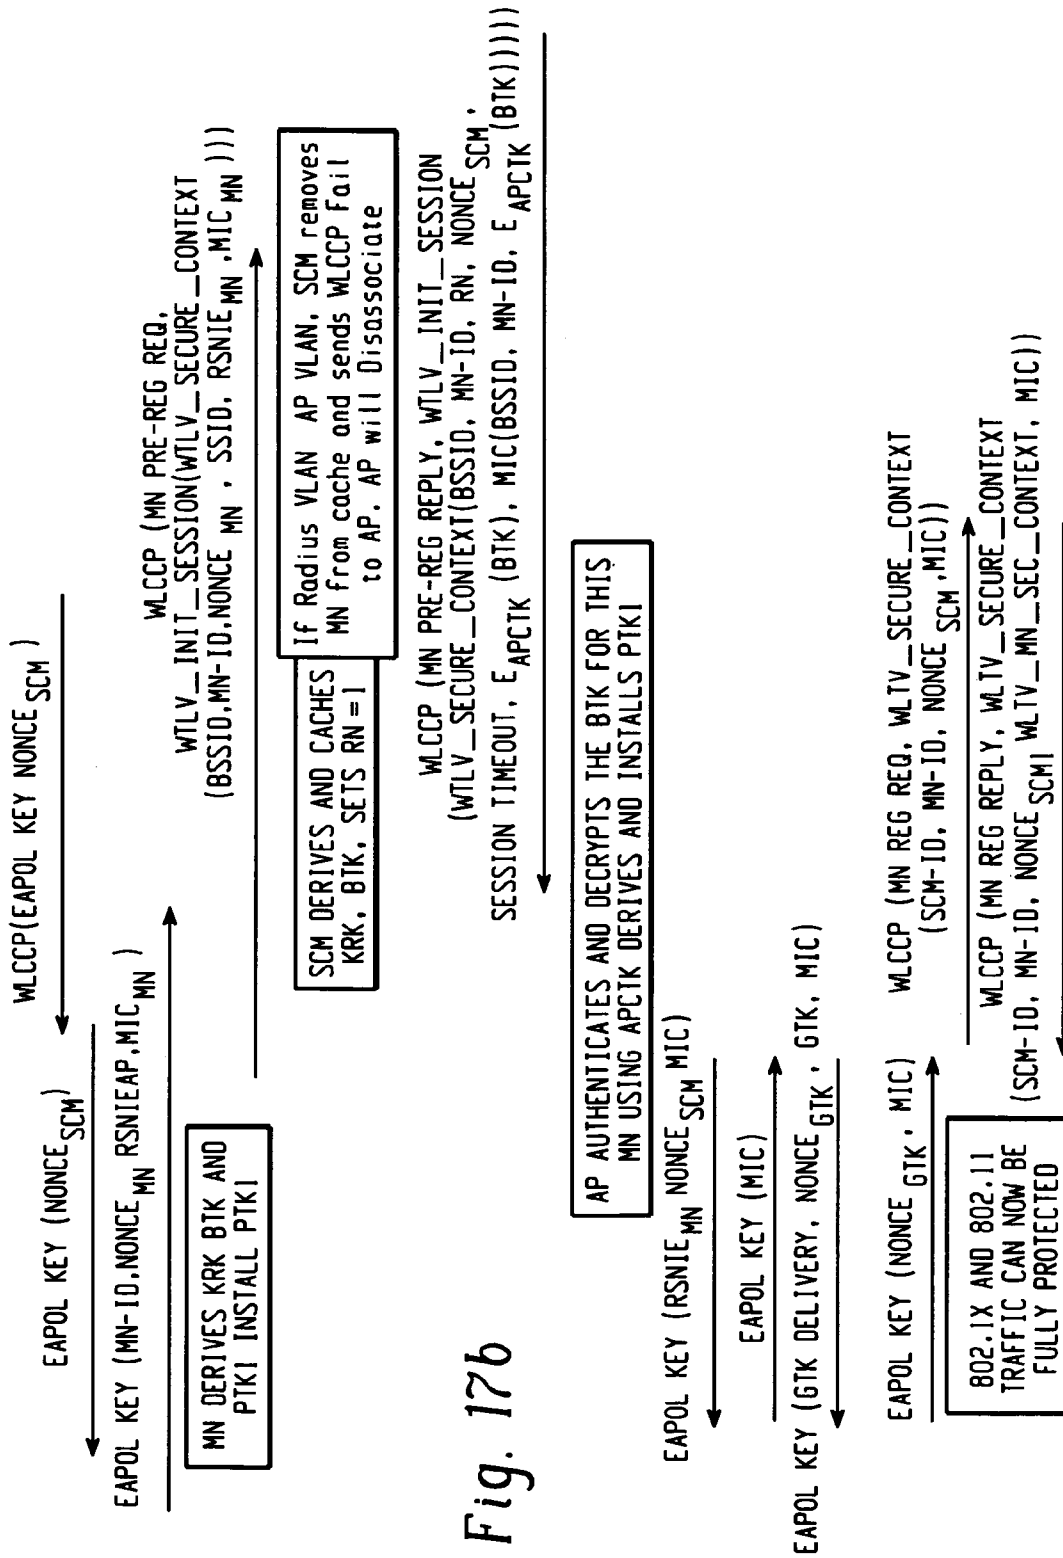 WLCCP(EAPOL KEY NONCE SCM )
EAPOL KEY (NONCE SCM)
EAPOL KEY (MN-ID,NONCE MN RSNIEAP,MIC MN )
MN DERIVES KRK BTK AND
PTK1 INSTALL PTK1
WLCCP (MN PRE-REG REQ,
WTLV_INIT_SESSION(WTLV_SECURE_CONTEXT
(BSSID,MN-ID,NONCE MN , SSID, RSNIE MN ,MIC MN )))
SCM DERIVES AND CACHES
KRK, BTK, SETS RN=1
If Radius VLAN AP VLAN, SCM removes
MN from cache and sends WLCCP Fail
to AP, AP will Disassociate
WLCCP (MN PRE-REG REPLY, WTLV_INIT_SESSION
(WTLV_SECURE_CONTEXT(BSSID, MN-ID, RN, NONCE SCM,
SESSION TIMEOUT, E APCTK (BTK), MIC(BSSID, MN-ID, E APCTK (BTK)))))
Fig. 17b
AP AUTHENTICATES AND DECRYPTS THE BTK FOR THIS
MN USING APCTK DERIVES AND INSTALLS PTK1
EAPOL KEY (RSNIE MN NONCE SCM MIC)
EAPOL KEY (MIC)
EAPOL KEY (GTK DELIVERY, NONCE GTK, GTK, MIC)
EAPOL KEY (NONCE GTK, MIC)
WLCCP (MN REG REQ, WLTV_SECURE_CONTEXT
(SCM-ID, MN-ID, NONCE SCM ,MIC))
802.1X AND 802.11
TRAFFIC CAN NOW BE
FULLY PROTECTED
WLCCP (MN REG REPLY, WLTV_SECURE_CONTEXT
(SCM-ID, MN-ID, NONCE SCM1 WLTV_MN_SEC_CONTEXT, MIC))